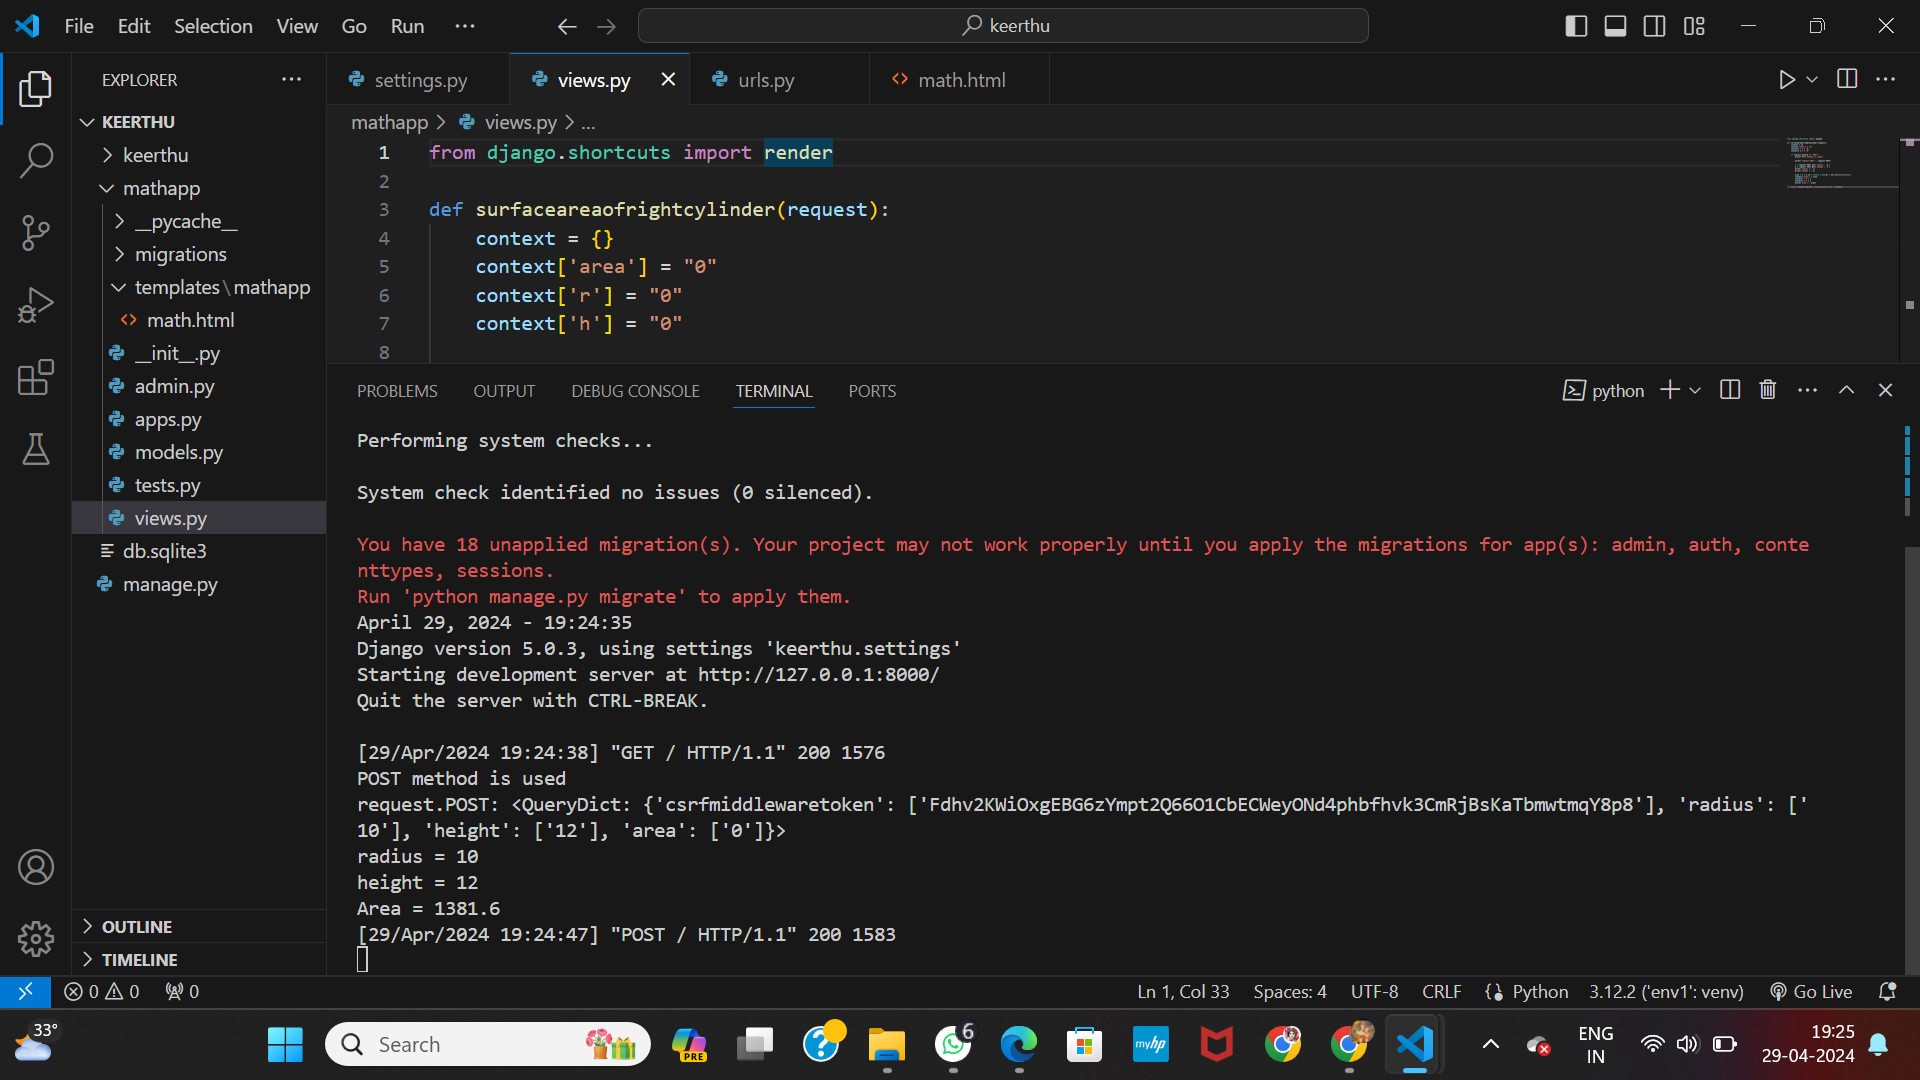 File Edit Selection View Go Run ···
keerthu
EXPLORER
settings.py views.py urls.py math.html
KEERTHU
keerthu
mathapp
__pycache__
migrations
templates\mathapp
math.html
__init__.py
admin.py
apps.py
models.py
tests.py
views.py
db.sqlite3
manage.py
OUTLINE
TIMELINE
mathapp > views.py > ...
1 from django.shortcuts import render
2
3 def surfaceareaofrightcylinder(request):
4 context = {}
5 context['area'] = "0"
6 context['r'] = "0"
7 context['h'] = "0"
8
PROBLEMS OUTPUT DEBUG CONSOLE TERMINAL PORTS
python
Performing system checks...
System check identified no issues (0 silenced).
You have 18 unapplied migration(s). Your project may not work properly until you apply the migrations for app(s): admin, auth, conte
nttypes, sessions.
Run 'python manage.py migrate' to apply them.
April 29, 2024 - 19:24:35
Django version 5.0.3, using settings 'keerthu.settings'
Starting development server at http://127.0.0.1:8000/
Quit the server with CTRL-BREAK.
[29/Apr/2024 19:24:38] "GET / HTTP/1.1" 200 1576
POST method is used
request.POST: <QueryDict: {'csrfmiddlewaretoken': ['Fdhv2KWiOxgEBG6zYmpt2Q66O1CbECWeyONd4phbfhvk3CmRjBsKaTbmwtmqY8p8'], 'radius': ['
10'], 'height': ['12'], 'area': ['0']}>
radius = 10
height = 12
Area = 1381.6
[29/Apr/2024 19:24:47] "POST / HTTP/1.1" 200 1583
0 0 0
Ln 1, Col 33 Spaces: 4 UTF-8 CRLF Python 3.12.2 ('env1': venv) Go Live
33°
Search
PRE
6
myhp
ENG
IN
19:25
29-04-2024